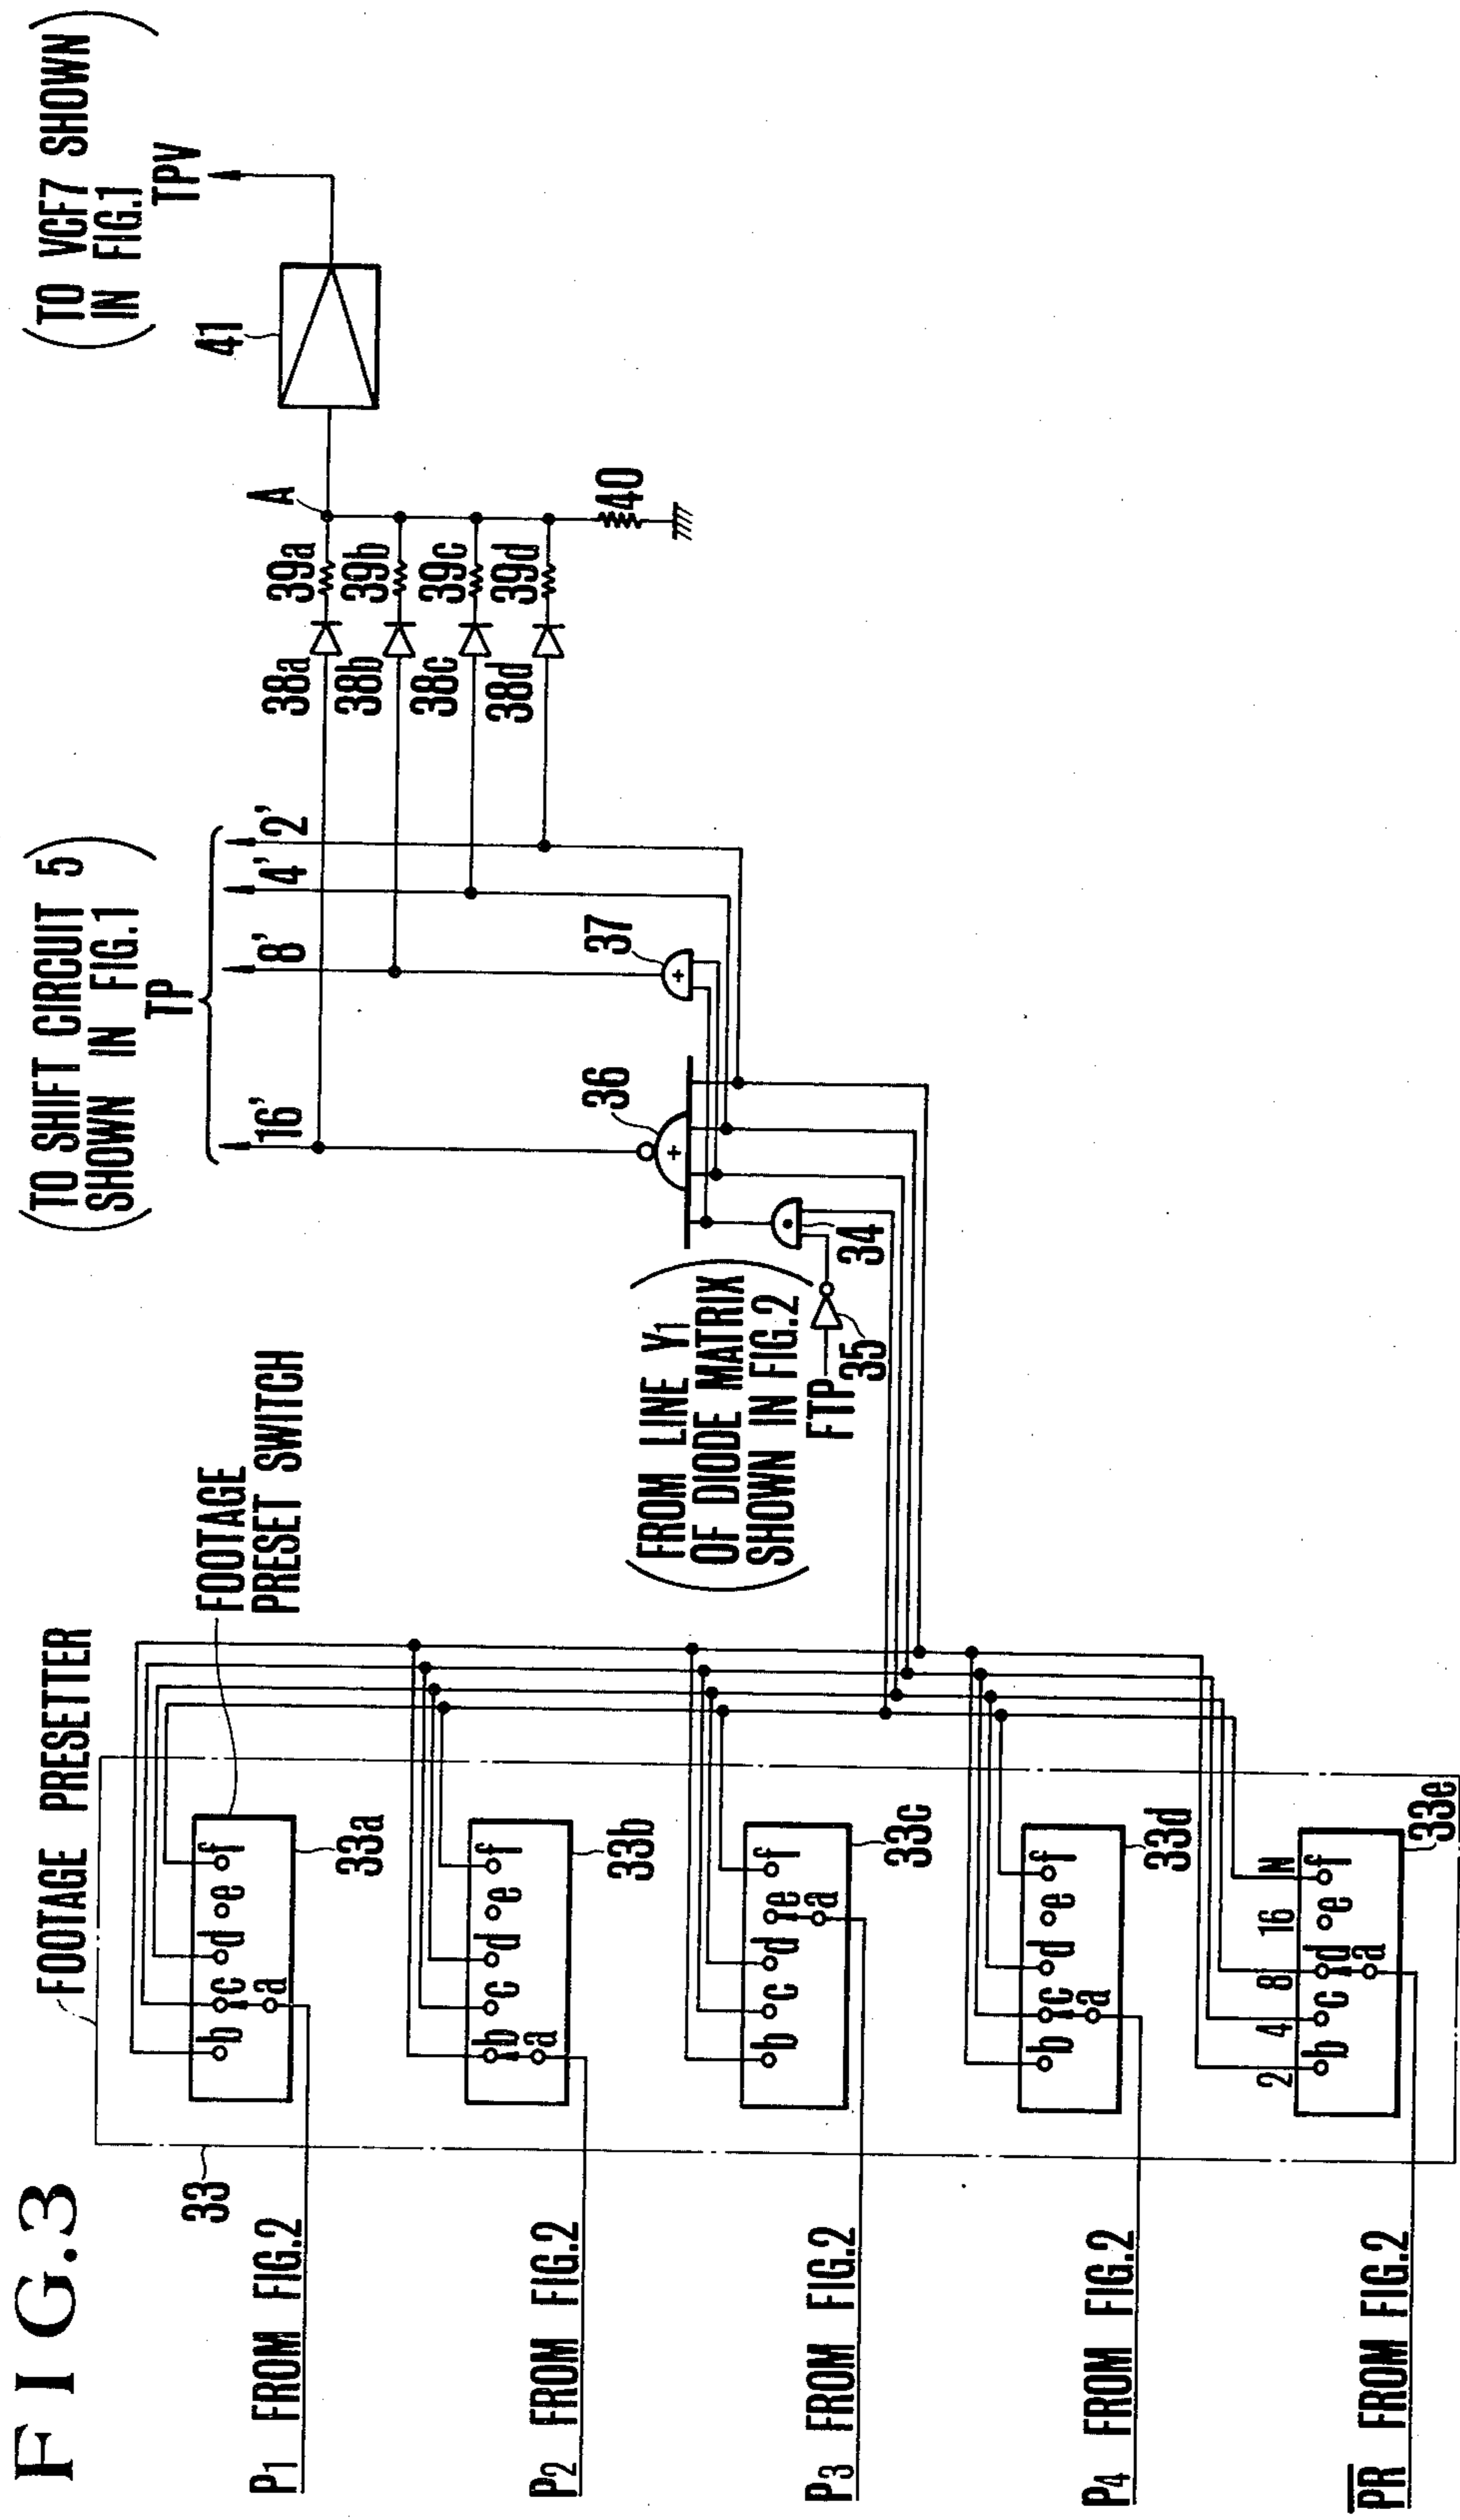 FIG.3
FOOTAGE PRESETTER
33
FOOTAGE
PRESET SWITCH
P1 FROM FIG.2
b c d e f
a
33a
P2 FROM FIG.2
b c d e f
a
33b
P3 FROM FIG.2
b c d e f
a
33c
P4 FROM FIG.2
b c d e f
a
33d
PR FROM FIG.2
2 4 8 16 N
b c d e f
a
33e
(TO SHIFT CIRCUIT 5)
SHOWN IN FIG.1
TP
16' 8' 4' 2'
(FROM LINE Y1
OF DIODE MATRIX
SHOWN IN FIG.2)
FTP
35
34
36
37
38a
38b
38c
38d
39a
39b
39c
39d
40
A
41
(TO VCF7 SHOWN)
IN FIG.1
TPV